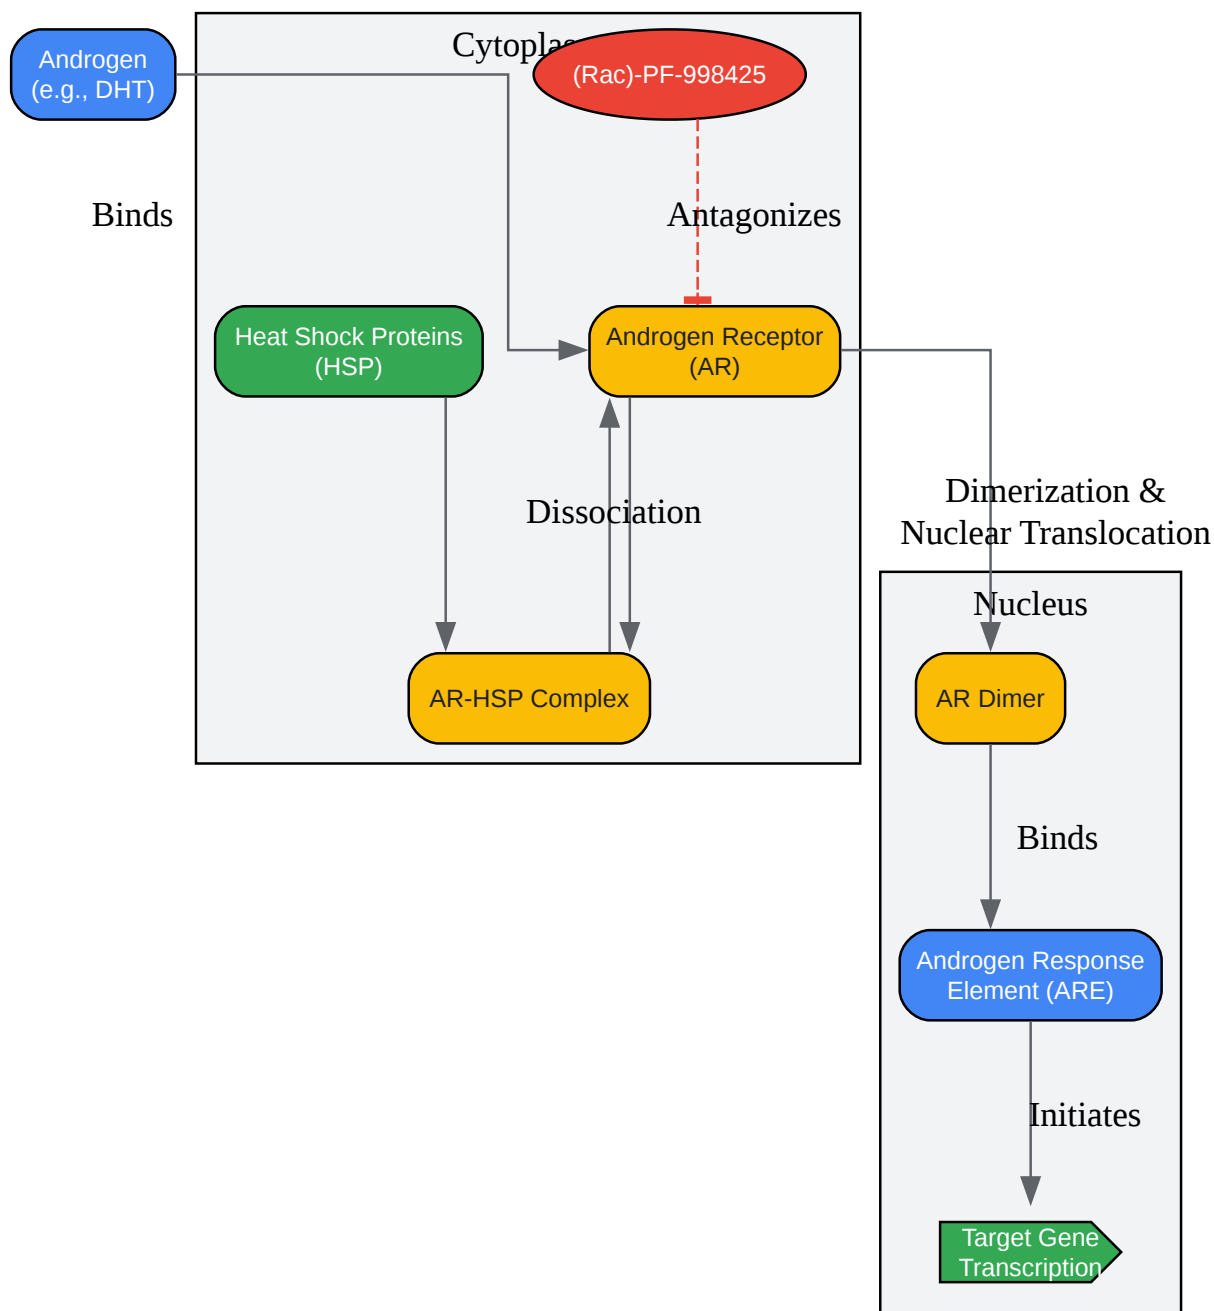 Androgen
(e.g., DHT)
(Rac)-PF-998425
Binds
Antagonizes
Heat Shock Proteins
(HSP)
Androgen Receptor
(AR)
Dissociation
Dimerization &
Nuclear Translocation
Nucleus
AR-HSP Complex
AR Dimer
Binds
Androgen Response
Element (ARE)
Initiates
Target Gene
Transcription